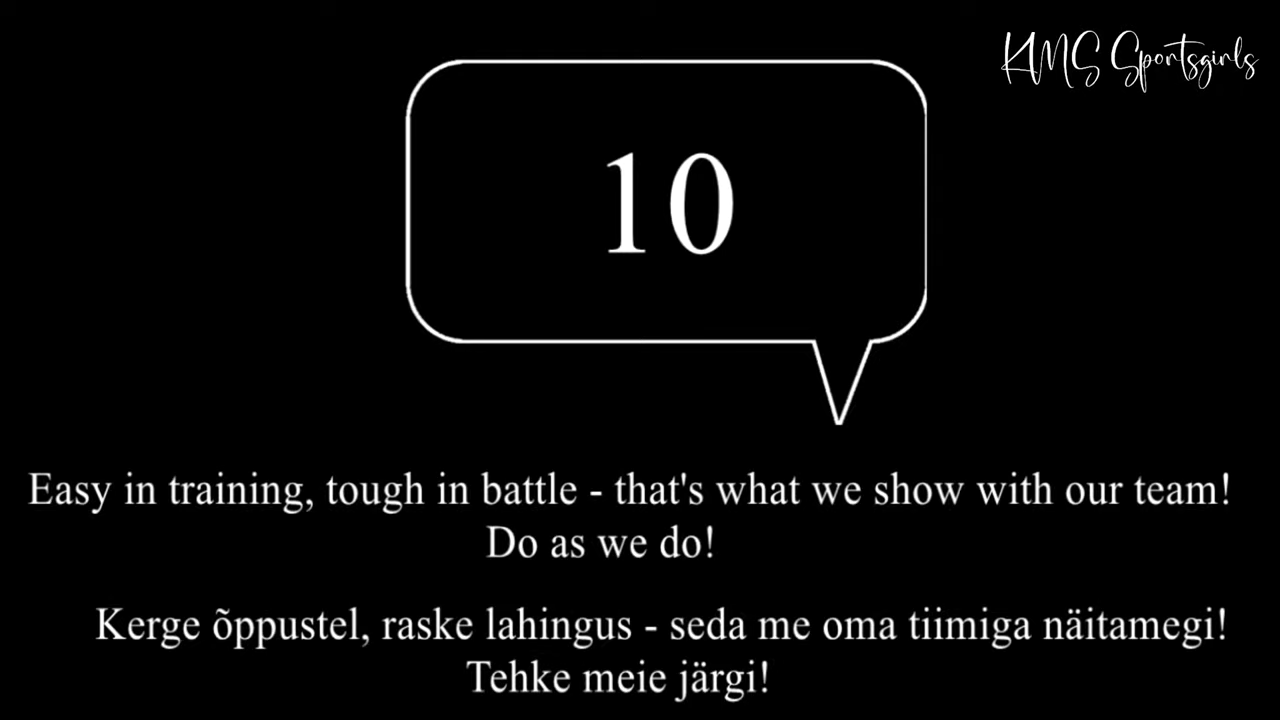 KMS Sportsgirls
10
Easy in training, tough in battle - that's what we show with our team!
Do as we do!
Kerge õppustel, raske lahingus - seda me oma tiimiga näitamegi!
Tehke meie järgi!